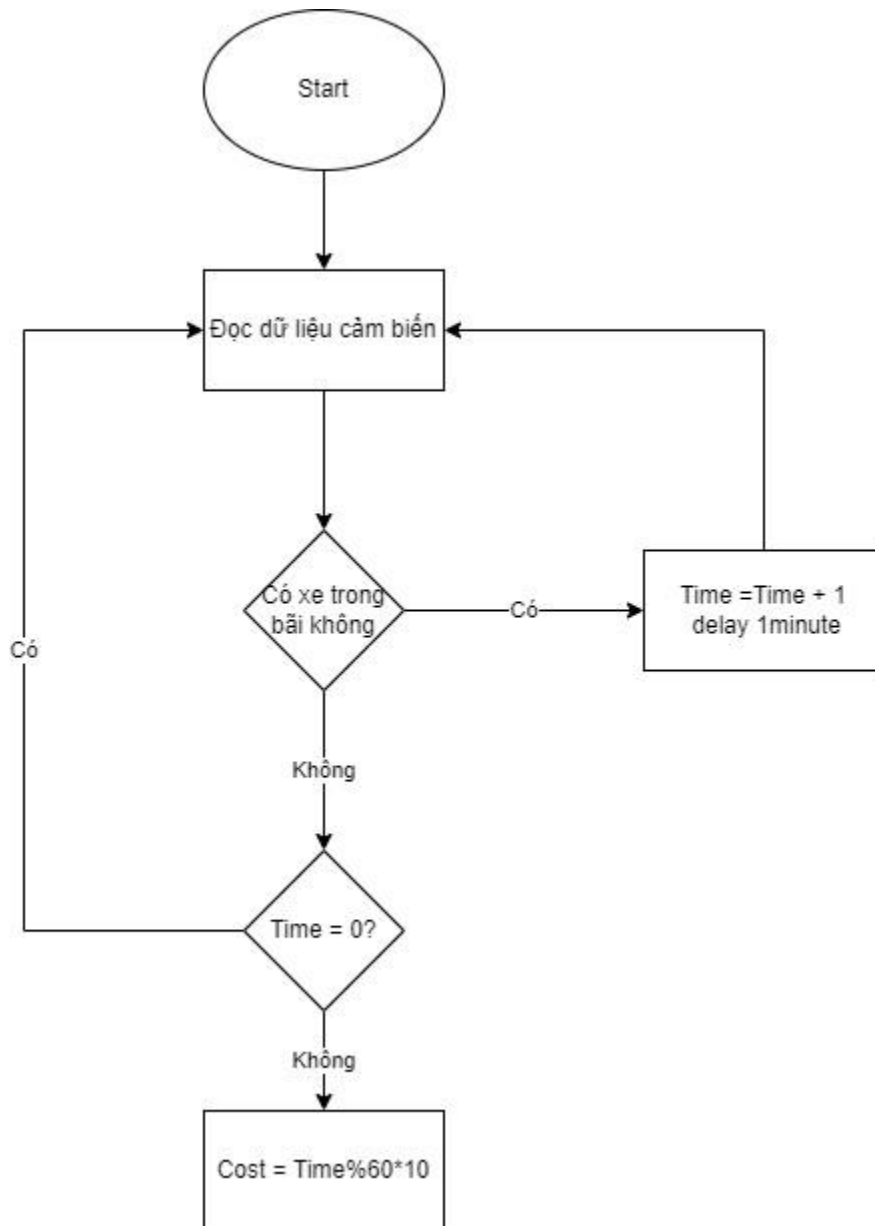 Start
Đọc dữ liệu cảm biến
Có xe trong
bãi không
Có
Time =Time + 1
delay 1minute
Có
Không
Time = 0?
Không
Cost = Time%60*10